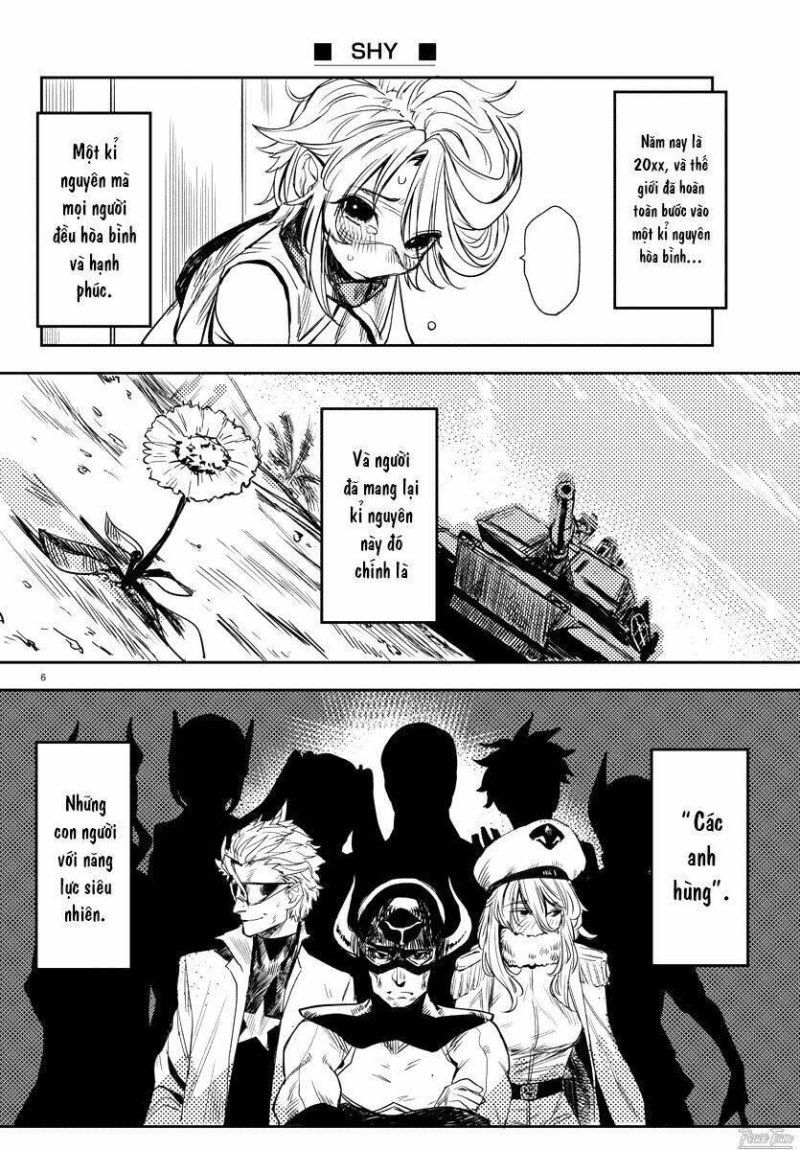 SHY
Năm nay là
20xx, và thế
giới đã hoàn
toàn bước vào
một kỉ nguyên
hòa bình...
Một kỉ
nguyên mà
mọi người
đều hòa bình
và hạnh
phúc.
Và người
đã mang lại
kỉ nguyên
này đó
chính là
6
"Các
anh
hùng".
Những
con người
với năng
lực siêu
nhiên.
Peace Team